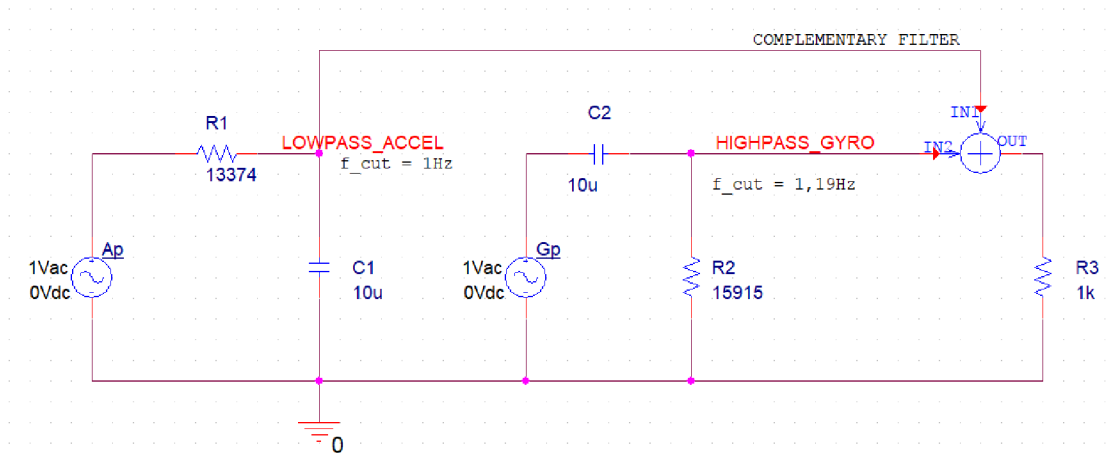 COMPLEMENTARY FILTER
R1
C2
IN1
LOWPASS_ACCEL
HIGHPASS_GYRO
IN2
OUT
f_cut = 1Hz
13374
10u
f_cut = 1,19Hz
Ap
Gp
1Vac
0Vdc
C1
10u
1Vac
0Vdc
R2
15915
R3
1k
0